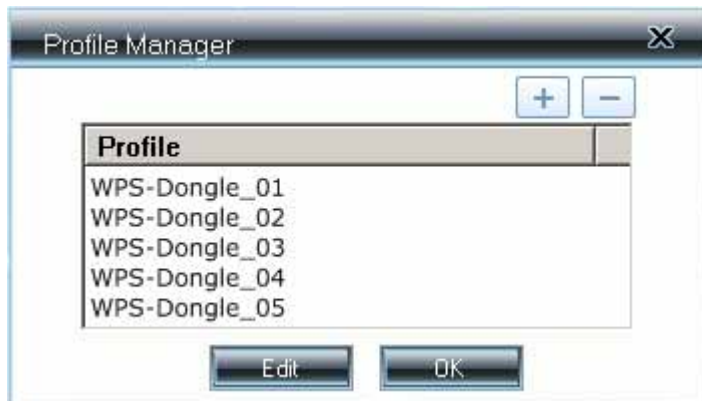 Profile Manager
Profile
WPS-Dongle_01
WPS-Dongle_02
WPS-Dongle_03
WPS-Dongle_04
WPS-Dongle_05
Edit OK